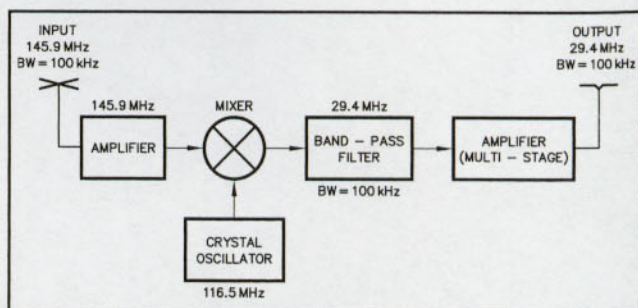 INPUT
145.9 MHz
BW = 100 kHz
OUTPUT
29.4 MHz
BW = 100 kHz
145.9 MHz
AMPLIFIER
MIXER
29.4 MHz
BAND – PASS
FILTER
BW = 100 kHz
AMPLIFIER
(MULTI – STAGE)
CRYSTAL
OSCILLATOR
116.5 MHz